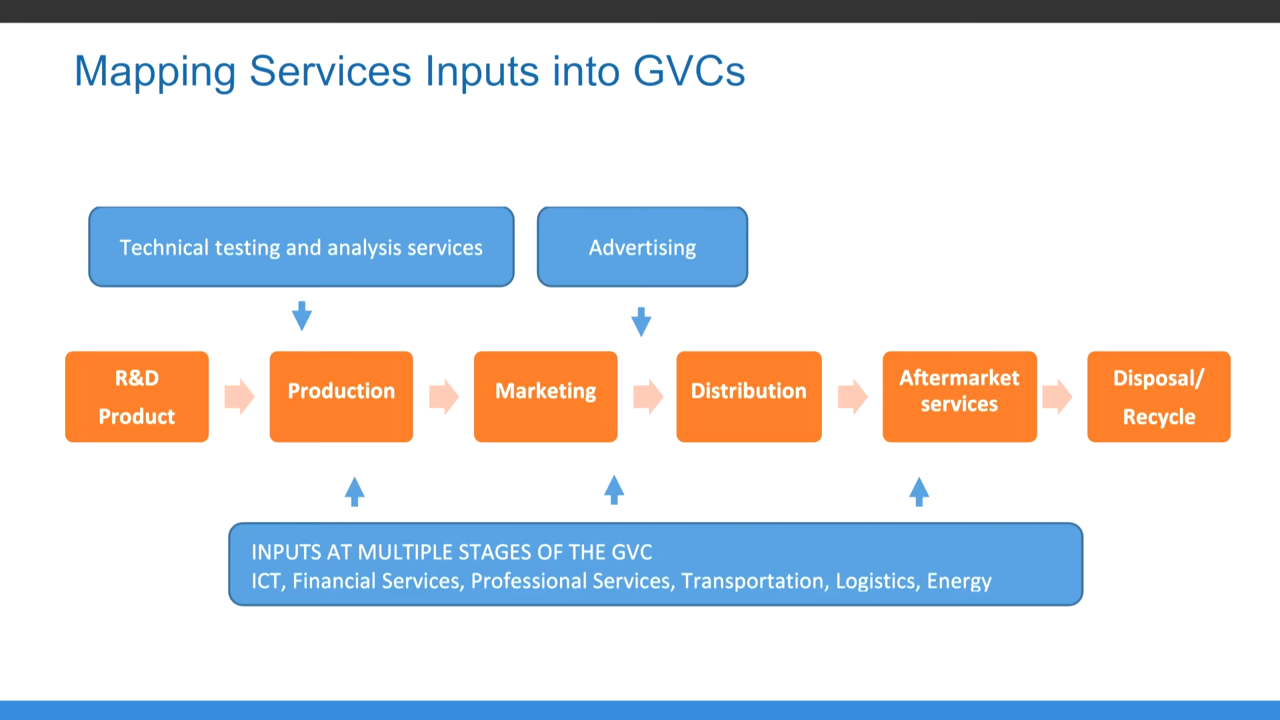 Mapping Services Inputs into GVCs
Technical testing and analysis services
Advertising
R&D
Product
Production
Marketing
Distribution
Aftermarket
services
Disposal/
Recycle
INPUTS AT MULTIPLE STAGES OF THE GVC
ICT, Financial Services, Professional Services, Transportation, Logistics, Energy